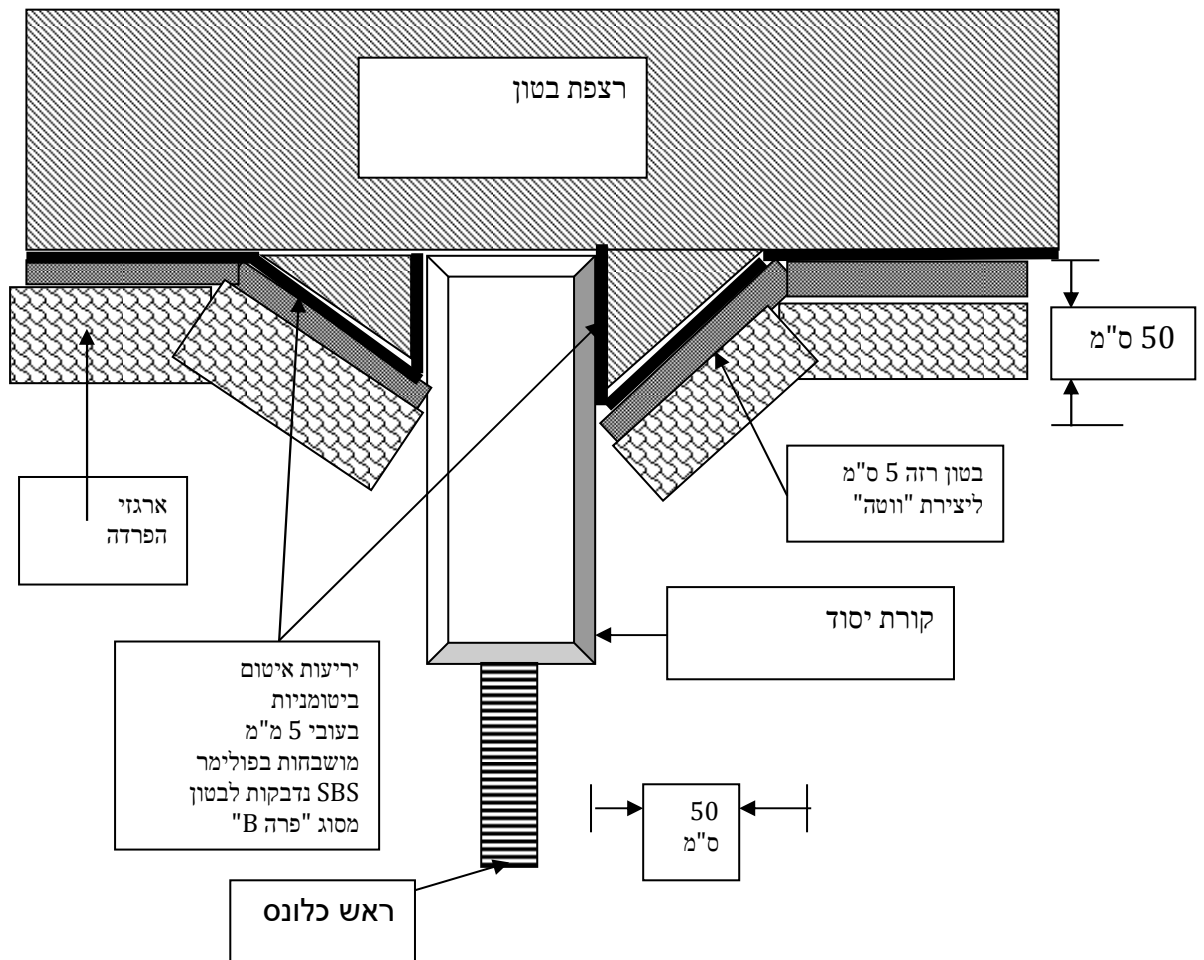 רצפת בטון
50 ס"מ
בטון רזה 5 ס"מ
ליצירת "ווטה"
ארגזי
הפרדה
קורת יסוד
יריעות איטום
ביטומניות
בעובי 5 מ"מ
מושבחות בפולימר
SBS נדבקות לבטון
מסוג "פרה B"
50
ס"מ
ראש כלונס